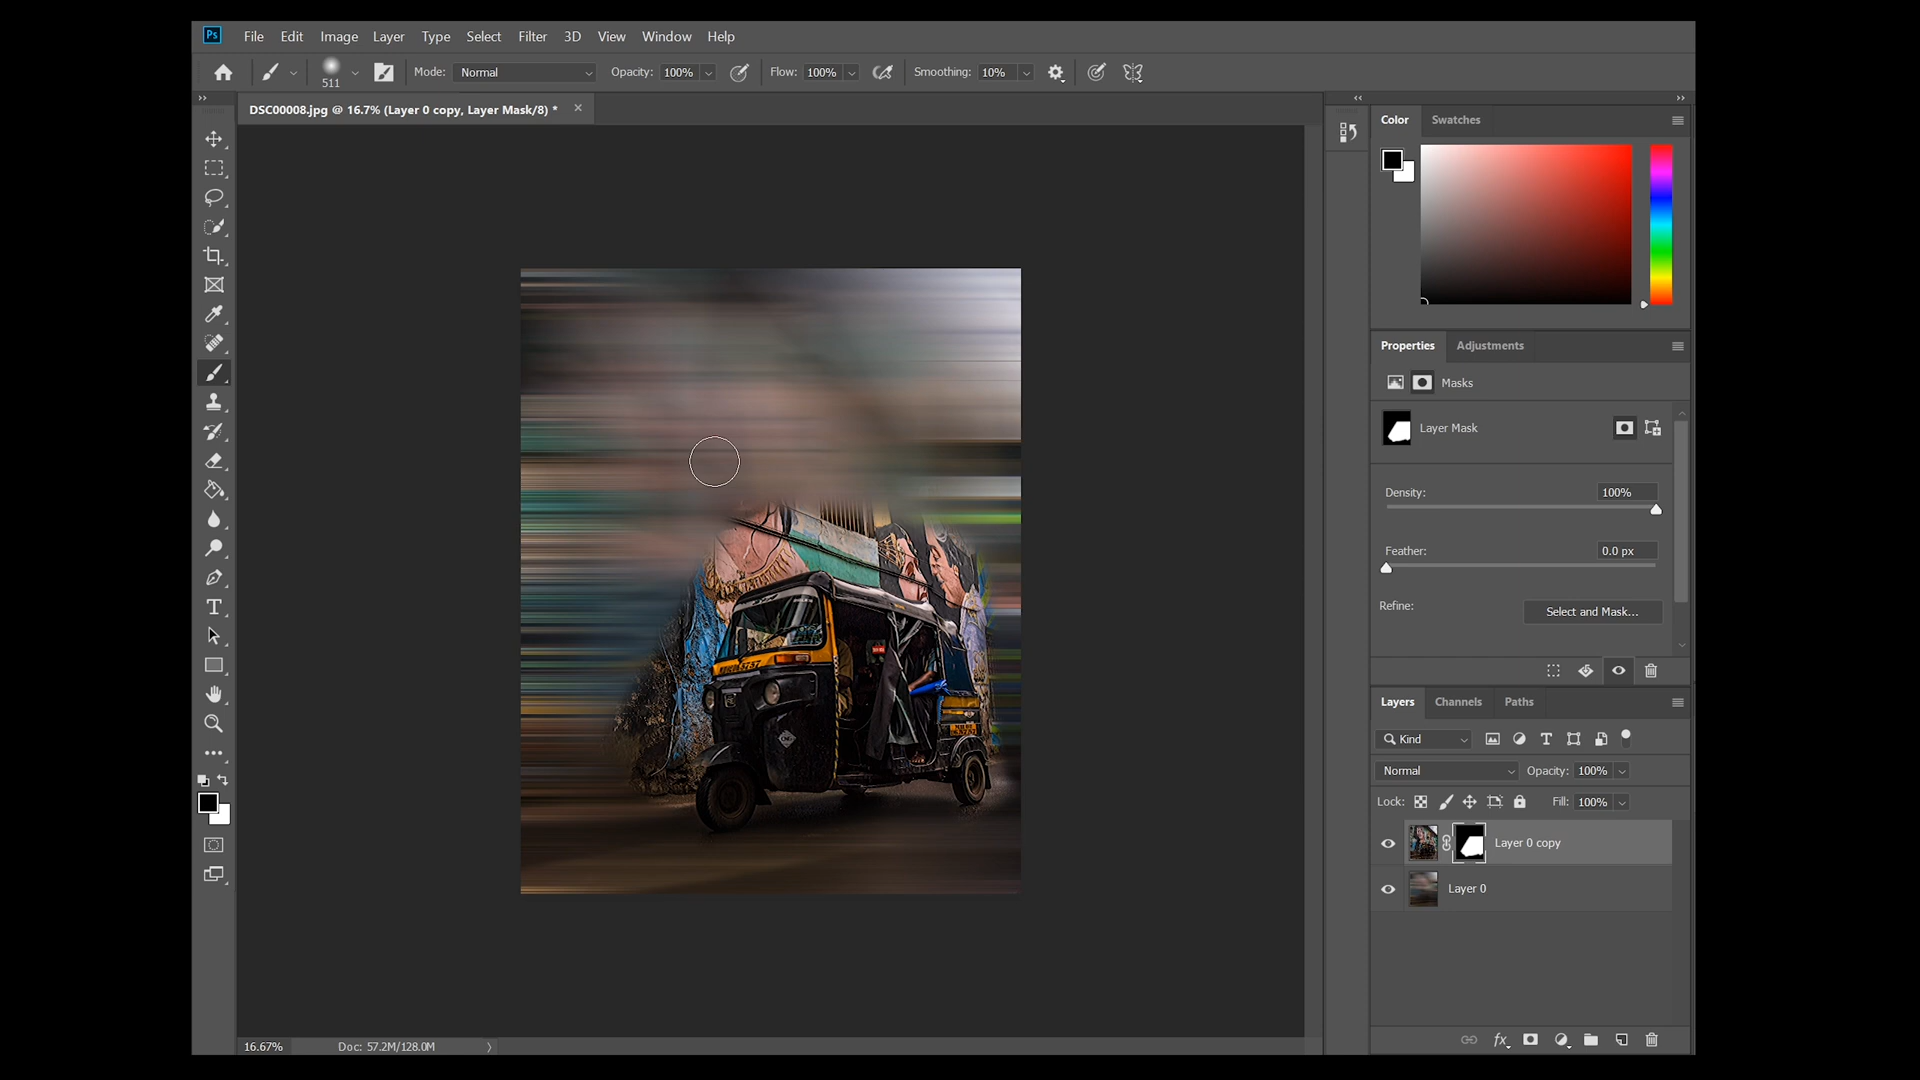 Ps File Edit Image Layer Type Select Filter 3D View Window Help
511 Mode: Normal Opacity: 100% Flow: 100% Smoothing: 10%
DSC00008.jpg @ 16.7% (Layer 0 copy, Layer Mask/8) *
Color Swatches
Properties Adjustments
Masks
Layer Mask
Density: 100%
Feather: 0.0 px
Refine: Select and Mask...
Layers Channels Paths
Kind
Normal Opacity: 100%
Lock: Fill: 100%
Layer 0 copy
Layer 0
16.67% Doc: 57.2M/128.0M